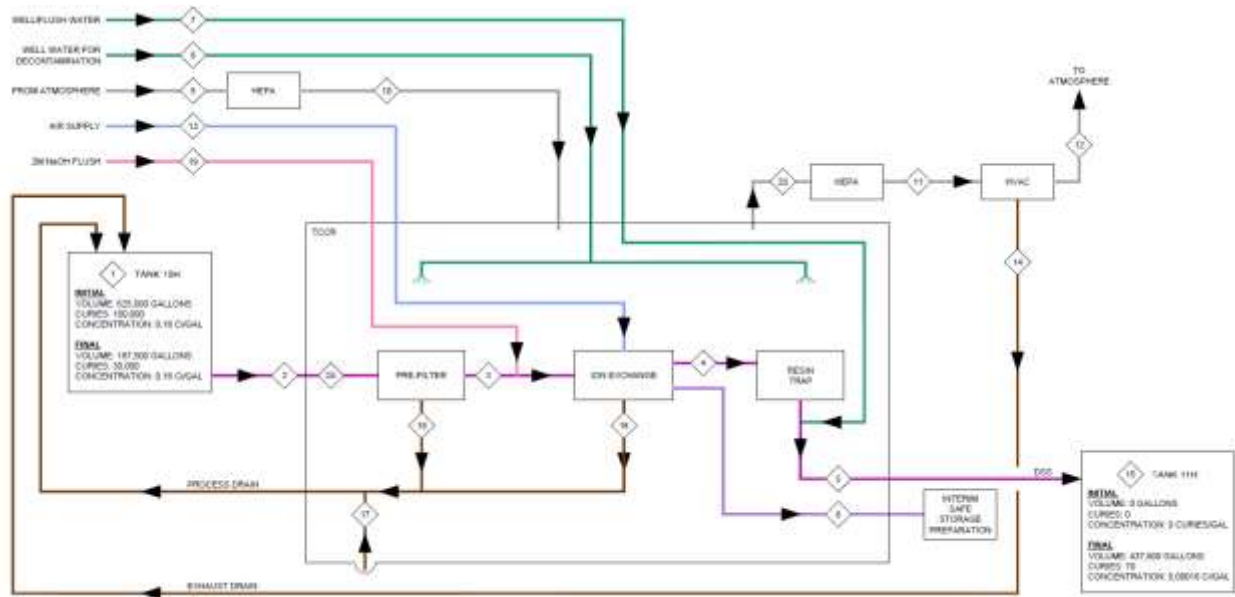 WELL/FLUSH WATER
7
WELL WATER FOR
DECONTAMINATION
FROM ATMOSPHERE
9
HEPA
10
AIR SUPPLY
13
2M NaOH FLUSH
19
TO
ATMOSPHERE
12
HEPA
11
HVAC
14
TCCR
1
TANK 10H
INITIAL
VOLUME: 625,000 GALLONS
CURIES: 100,000
CONCENTRATION: 0.16 Ci/GAL
FINAL
VOLUME: 187,500 GALLONS
CURIES: 30,000
CONCENTRATION: 0.16 Ci/GAL
2
PRE-FILTER
3
ION EXCHANGE
4
RESIN
TRAP
16
5
DSS
PROCESS DRAIN
17
INTERIM
SAFE
STORAGE
PREPARATION
15
TANK 11H
INITIAL
VOLUME: 0 GALLONS
CURIES: 0
CONCENTRATION: 0 CURIES/GAL
FINAL
VOLUME: 437,500 GALLONS
CURIES: 70
CONCENTRATION: 0.00016 Ci/GAL
EXHAUST DRAIN